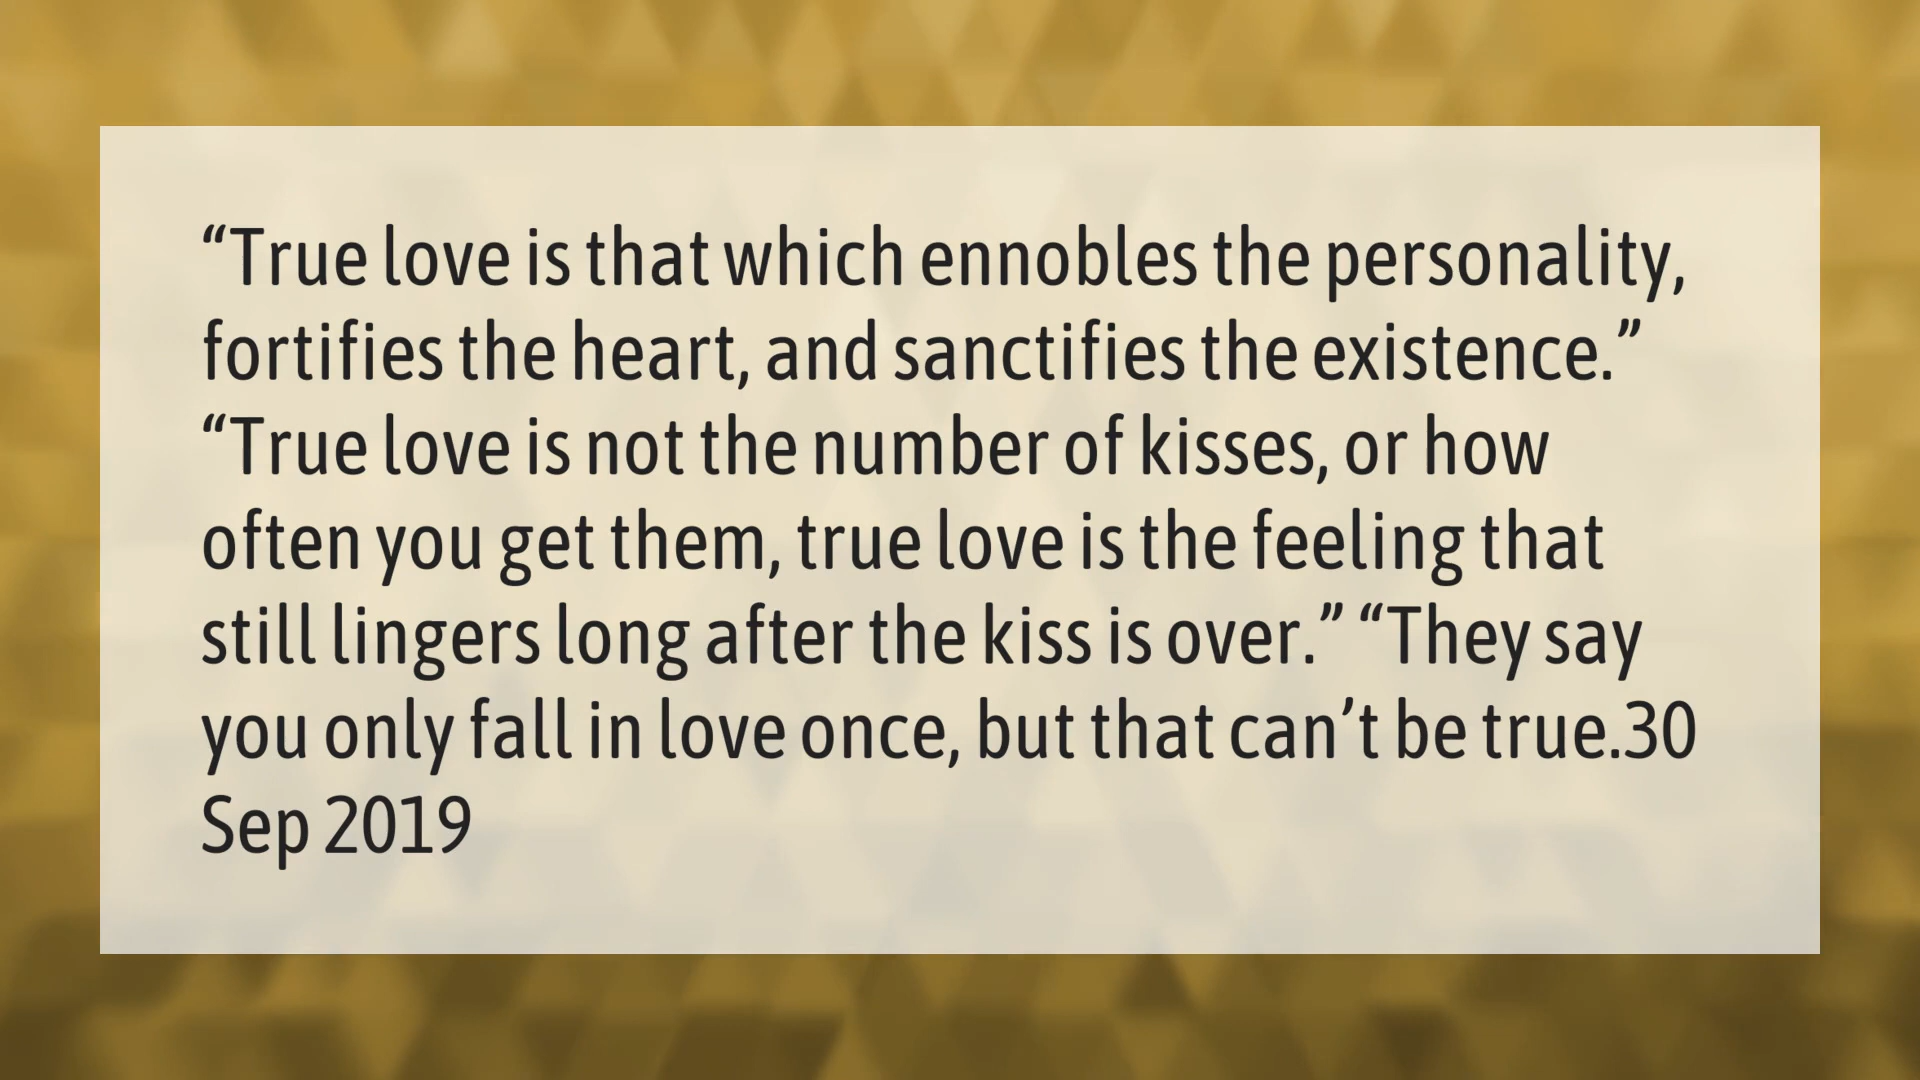 “True love is that which ennobles the personality,
fortifies the heart, and sanctifies the existence.”
“True love is not the number of kisses, or how
often you get them, true love is the feeling that
still lingers long after the kiss is over.” “They say
you only fall in love once, but that can’t be true.30
Sep 2019